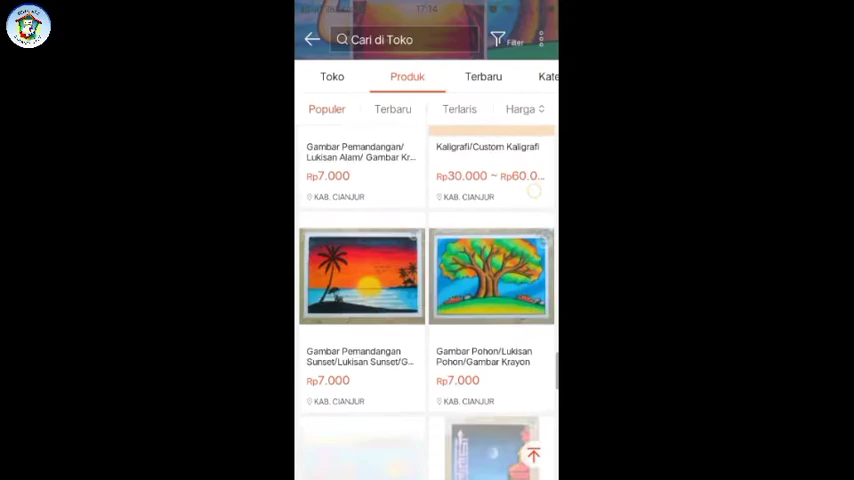 17:14
Cari di Toko
Filter
Toko
Produk
Terbaru
Kate
Populer
Terbaru
Terlaris
Harga
Gambar Pemandangan/
Lukisan Alam/ Gambar Kr...
Rp7.000
KAB. CIANJUR
Kaligrafi/Custom Kaligrafi
Rp30.000 ~ Rp60.0...
KAB. CIANJUR
Gambar Pemandangan
Sunset/Lukisan Sunset/G...
Rp7.000
KAB. CIANJUR
Gambar Pohon/Lukisan
Pohon/Gambar Krayon
Rp7.000
KAB. CIANJUR